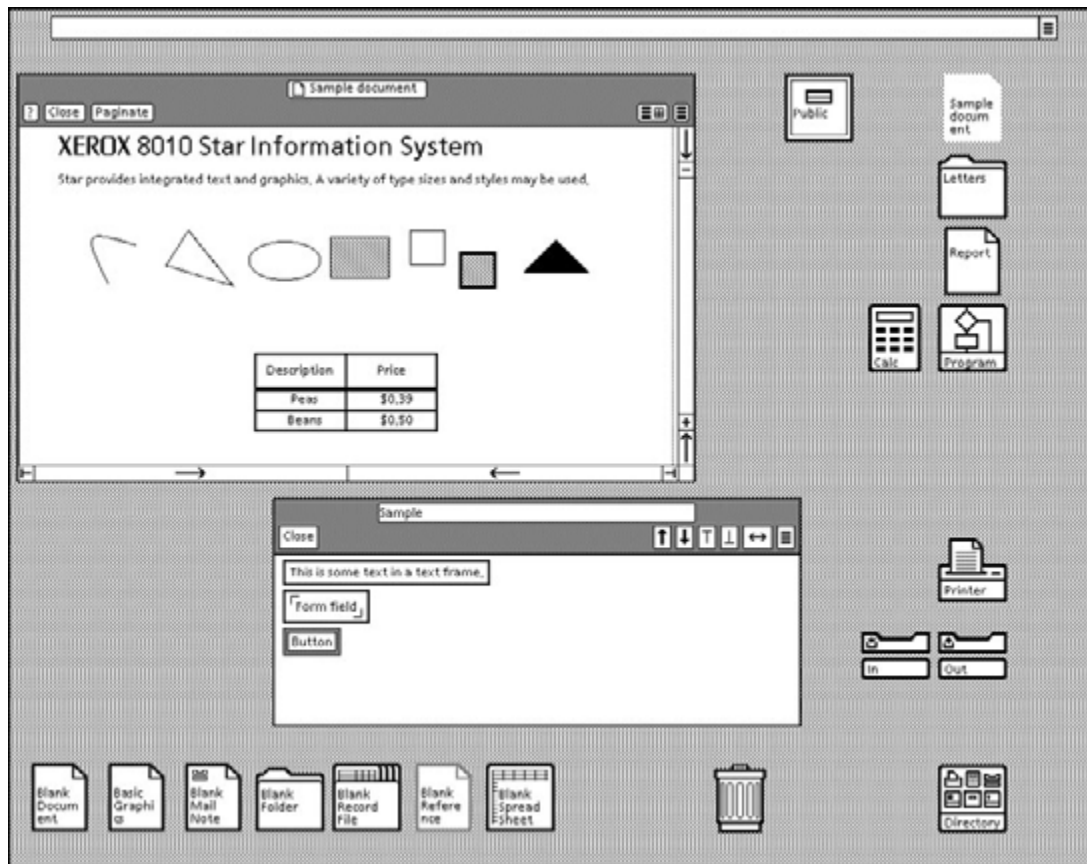 Sample document
? Close Paginate
XEROX 8010 Star Information System
Star provides integrated text and graphics. A variety of type sizes and styles may be used.
Description Price
Peas $0.39
Beans $0.50
Public
Sample
docum
ent
Letters
Report
Calc
Program
Sample
Close
This is some text in a text frame.
Form field
Button
Printer
In
Out
Blank
Docum
ent
Basic
Graphi
cs
Blank
Mail
Note
Blank
Folder
Blank
Record
File
Blank
Refere
nce
Blank
Spread
Sheet
Directory